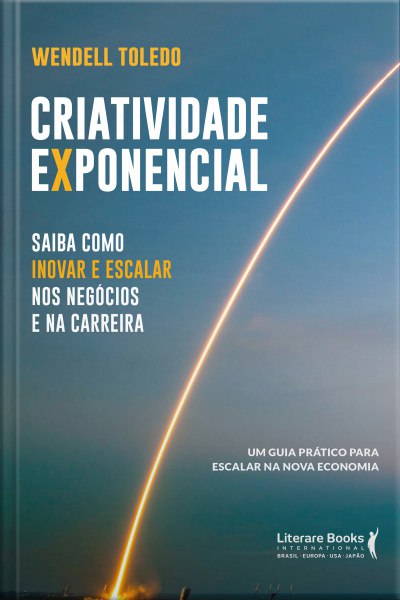 WENDELL TOLEDO
CRIATIVIDADE
EXPONENCIAL
SAIBA COMO
INOVAR E ESCALAR
NOS NEGÓCIOS
E NA CARREIRA
UM GUIA PRÁTICO PARA
ESCALAR NA NOVA ECONOMIA
Literare Books
INTERNATIONAL
BRASIL · EUROPA · USA · JAPÃO